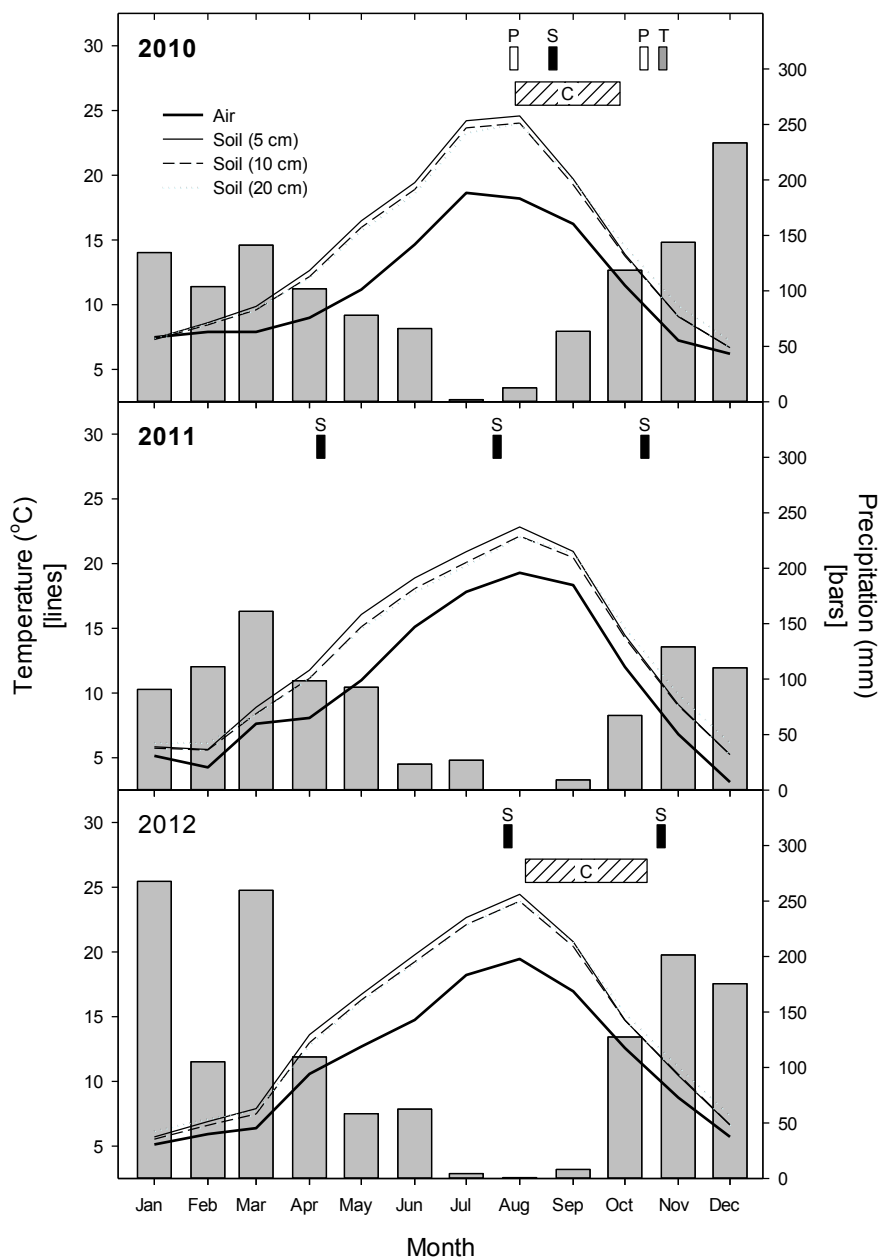 2010
P S P T
C
Air
Soil (5 cm)
Soil (10 cm)
Soil (20 cm)
30
25
20
15
10
5
300
250
200
150
100
50
0
2011
S S S
30
25
20
15
10
5
300
250
200
150
100
50
0
Temperature (°C)
[lines]
Precipitation (mm)
[bars]
2012
S S
C
30
25
20
15
10
5
300
250
200
150
100
50
0
Jan Feb Mar Apr May Jun Jul Aug Sep Oct Nov Dec
Month